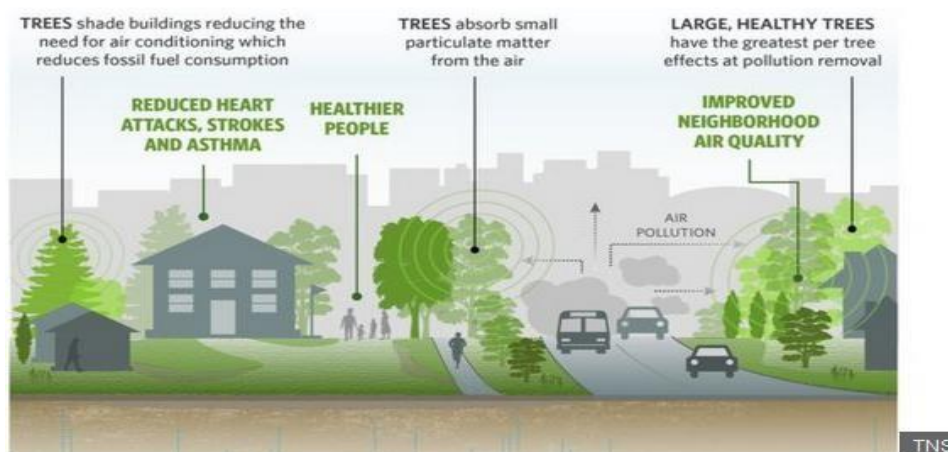 TREES shade buildings reducing the
need for air conditioning which
reduces fossil fuel consumption
TREES absorb small
particulate matter
from the air
LARGE, HEALTHY TREES
have the greatest per tree
effects at pollution removal
REDUCED HEART
ATTACKS, STROKES
AND ASTHMA
HEALTHIER
PEOPLE
IMPROVED
NEIGHBORHOOD
AIR QUALITY
AIR
POLLUTION
TNS